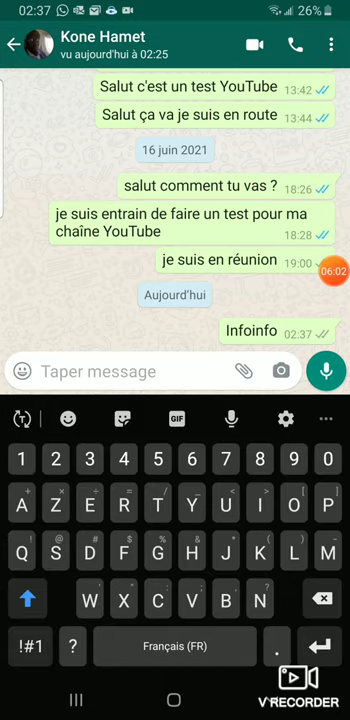 02:37
26%
Kone Hamet
vu aujourd'hui à 02:25
Salut c'est un test YouTube 13:42
Salut ça va je suis en route 13:44
16 juin 2021
salut comment tu vas ? 18:26
je suis entrain de faire un test pour ma
chaîne YouTube 18:28
je suis en réunion 19:00
06:02
Aujourd'hui
Infoinfo 02:37
Taper message
GIF
1 2 3 4 5 6 7 8 9 0
A Z E R T Y U I O P
Q S D F G H J K L M
W X C V B N
!#1 ? Français (FR) .
V RECORDER